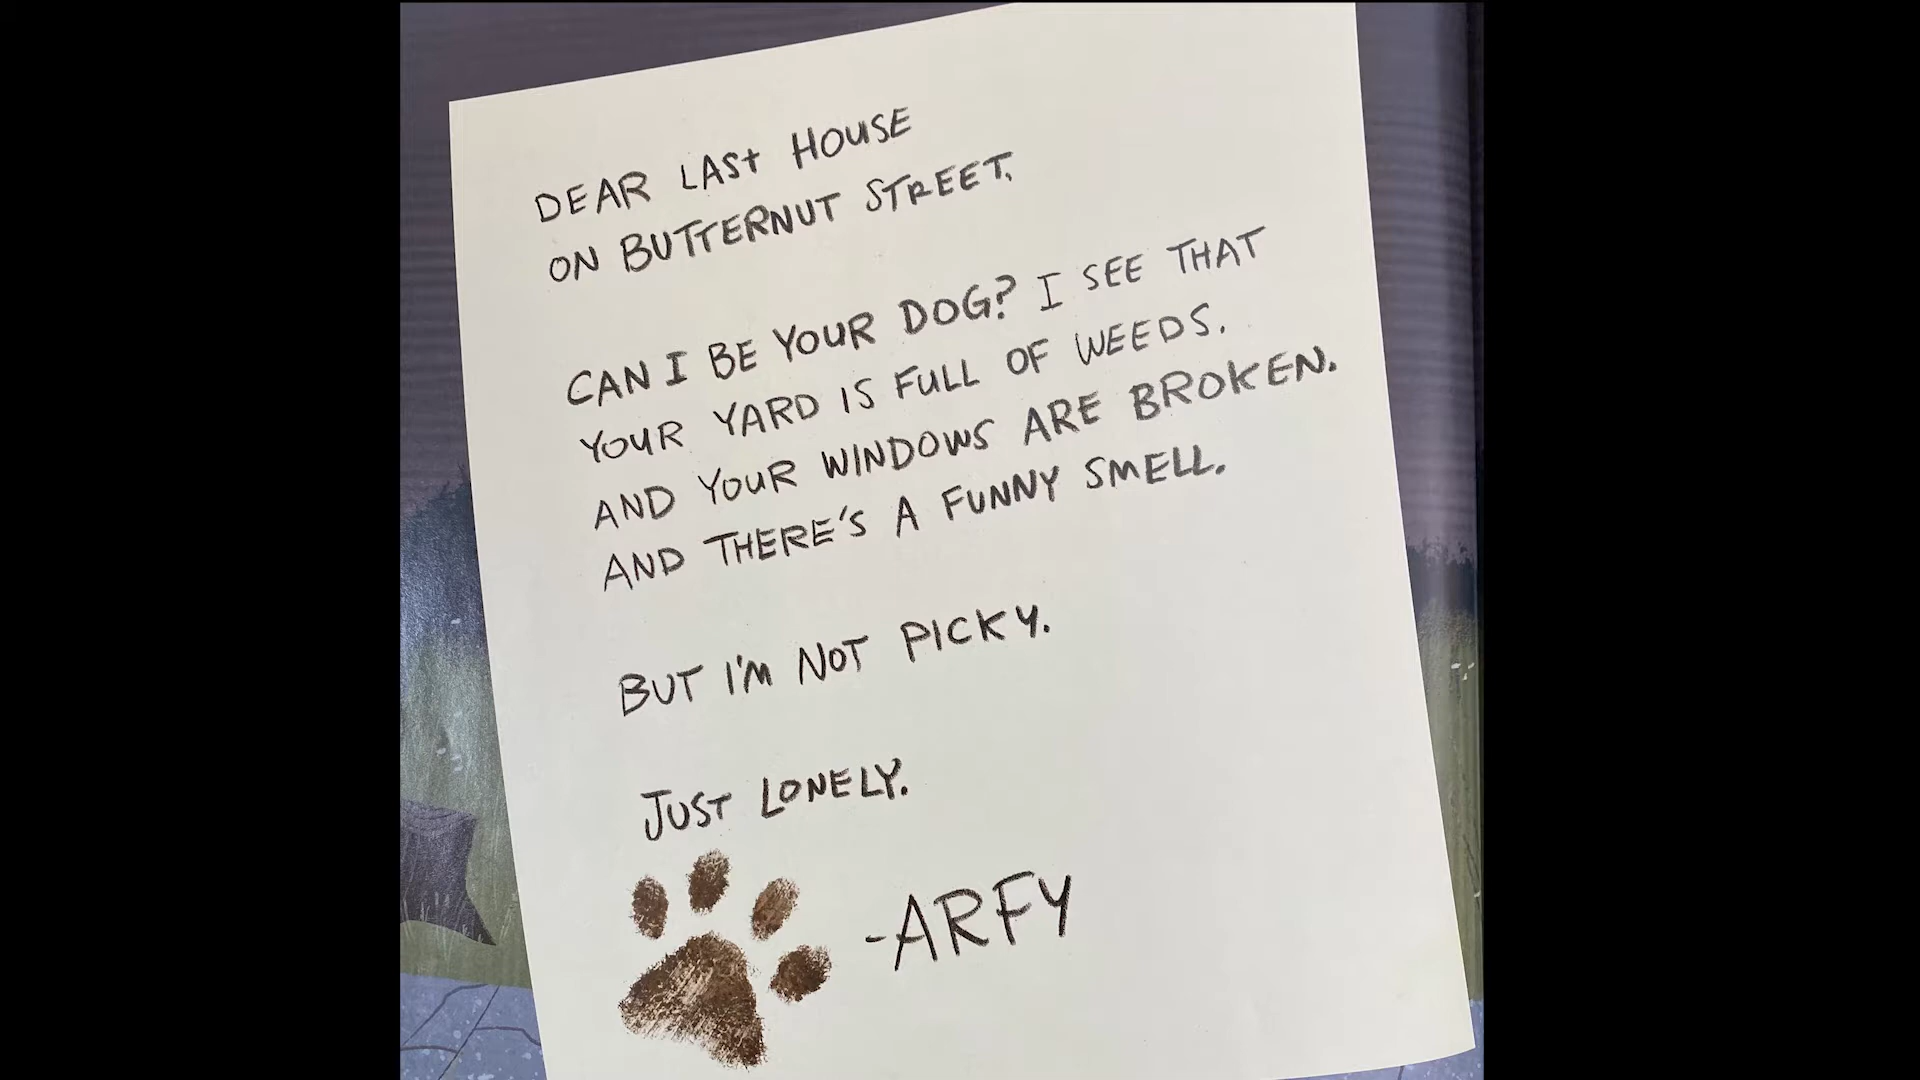 DEAR LAST HOUSE
ON BUTTERNUT STREET,
CAN I BE YOUR DOG? I SEE THAT
YOUR YARD IS FULL OF WEEDS.
AND YOUR WINDOWS ARE BROKEN.
AND THERE'S A FUNNY SMELL.
BUT I'M NOT PICKY.
JUST LONELY.
-ARFY